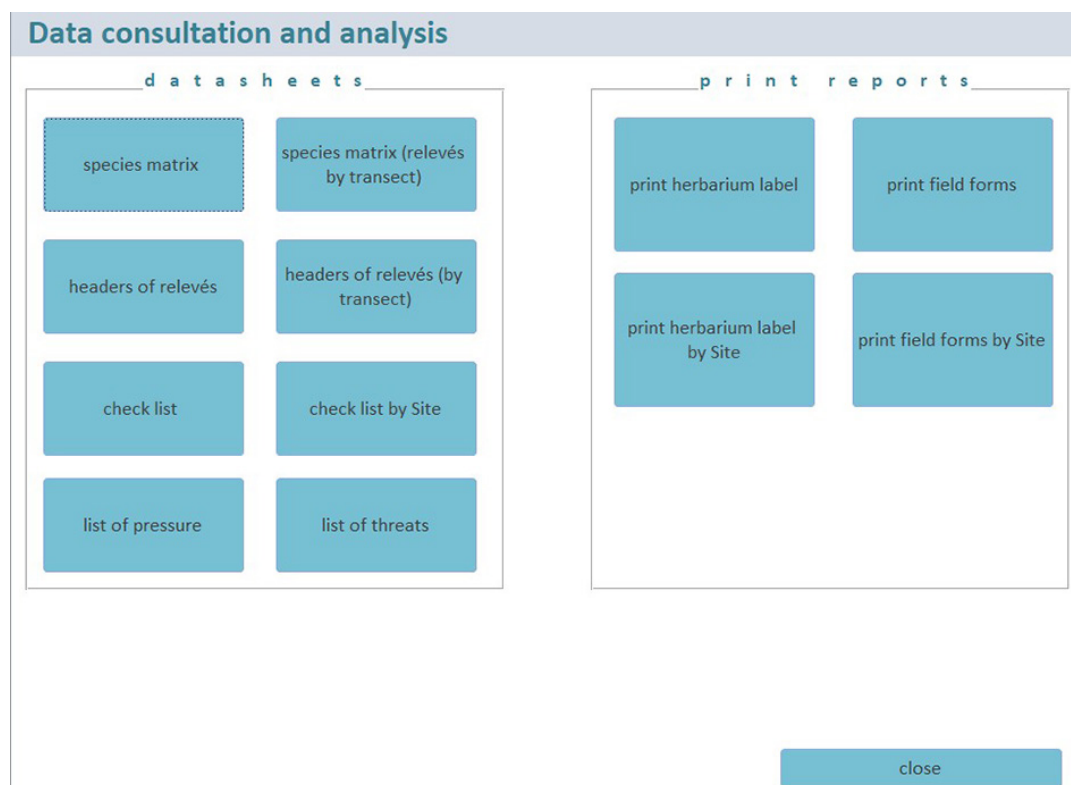 Data consultation and analysis
datasheets
species matrix
species matrix (relevés
by transect)
headers of relevés
headers of relevés (by
transect)
check list
check list by Site
list of pressure
list of threats
print reports
print herbarium label
print field forms
print herbarium label
by Site
print field forms by Site
close